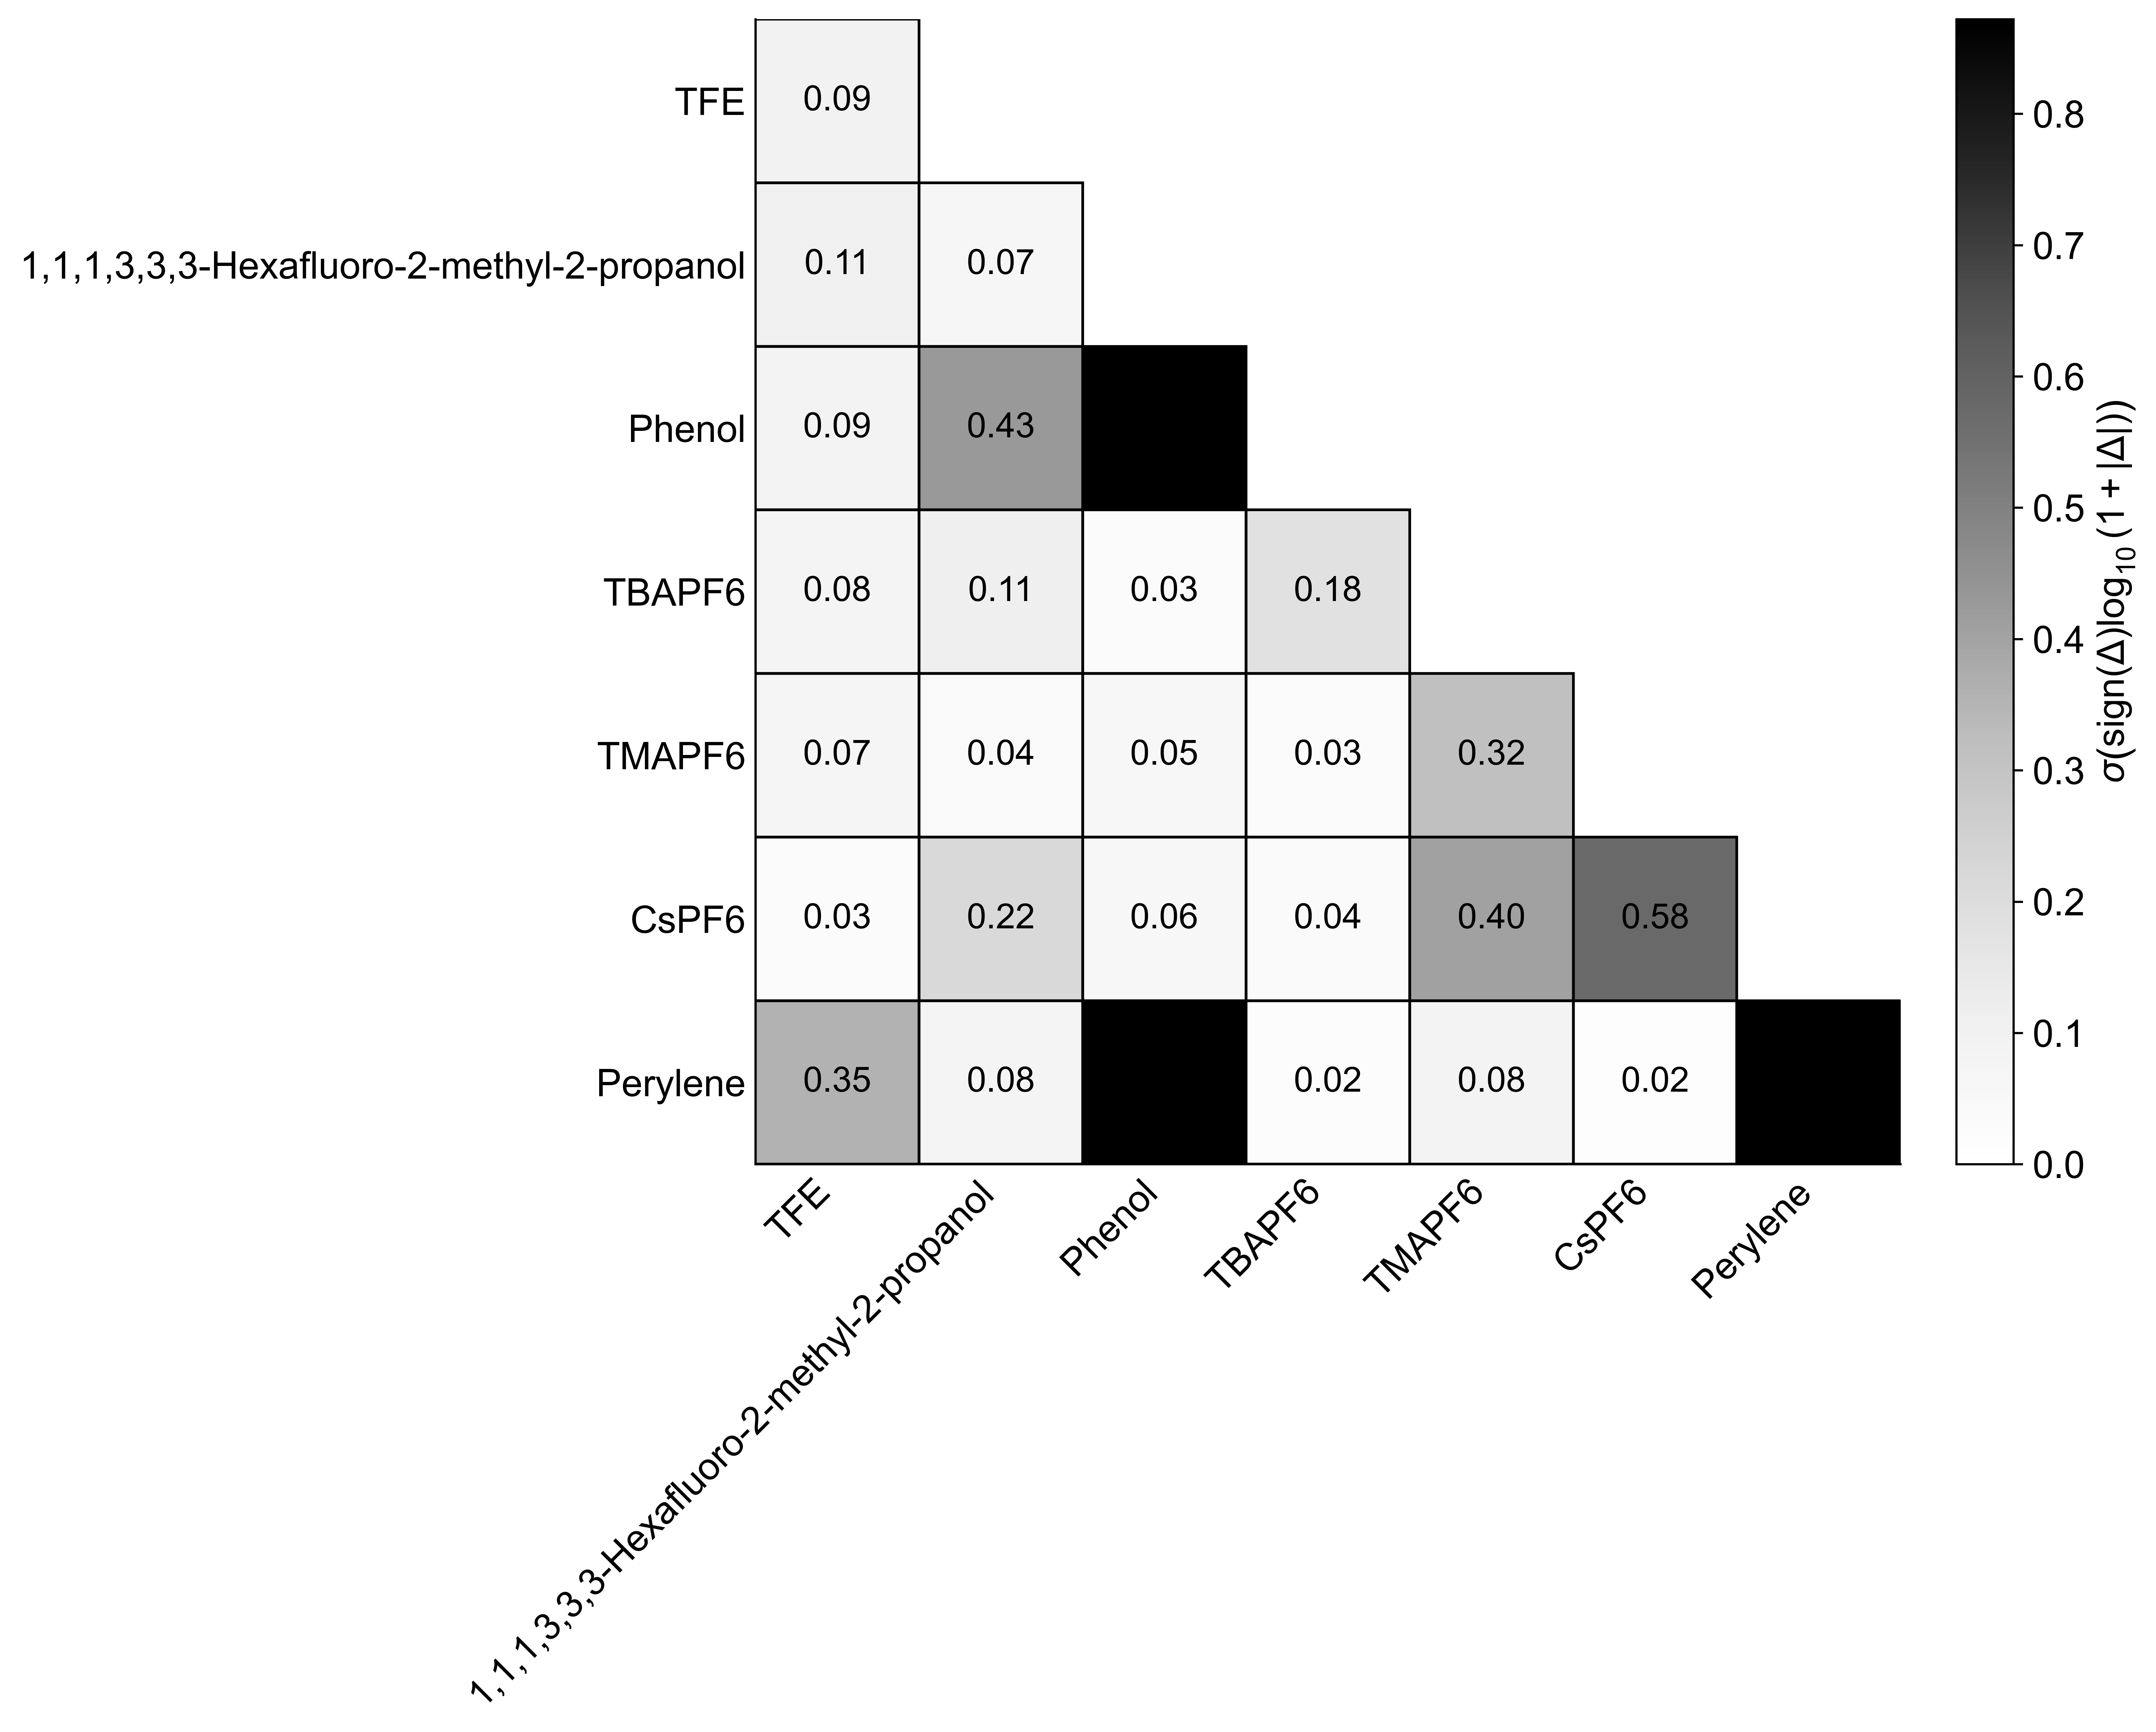 TFE 0.09
1,1,1,3,3,3-Hexafluoro-2-methyl-2-propanol 0.11 0.07
Phenol 0.09 0.43
TBAPF6 0.08 0.11 0.03 0.18
TMAPF6 0.07 0.04 0.05 0.03 0.32
CsPF6 0.03 0.22 0.06 0.04 0.40 0.58
Perylene 0.35 0.08 0.02 0.08 0.02
TFE
1,1,1,3,3,3-Hexafluoro-2-methyl-2-propanol
Phenol
TBAPF6
TMAPF6
CsPF6
Perylene
0.8
0.7
0.6
0.5
0.4
0.3
0.2
0.1
0.0
σ(sign(Δ)log₁₀ (1 + |Δ|))